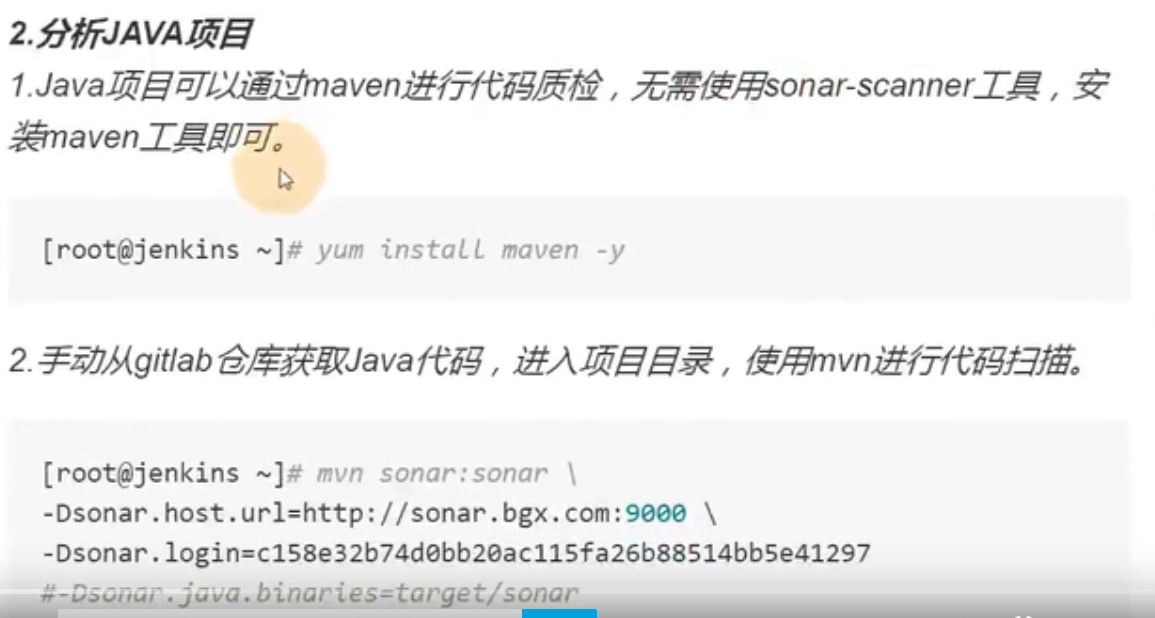 2.分析JAVA项目
1.Java项目可以通过maven进行代码质检，无需使用sonar-scanner工具，安
装maven工具即可。
[root@jenkins ~]# yum install maven -y
2.手动从gitlab仓库获取Java代码，进入项目目录，使用mvn进行代码扫描。
[root@jenkins ~]# mvn sonar:sonar \
-Dsonar.host.url=http://sonar.bgx.com:9000 \
-Dsonar.login=c158e32b74d0bb20ac115fa26b88514bb5e41297
#-Dsonar.java.binaries=target/sonar